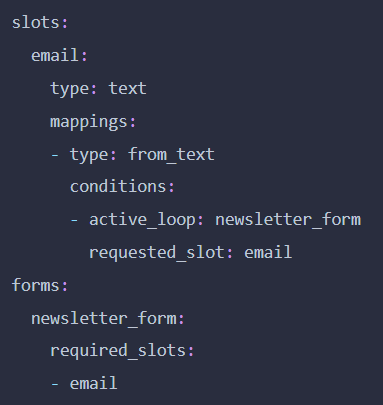 slots:
  email:
    type: text
    mappings:
    - type: from_text
      conditions:
      - active_loop: newsletter_form
        requested_slot: email
forms:
  newsletter_form:
    required_slots:
    - email